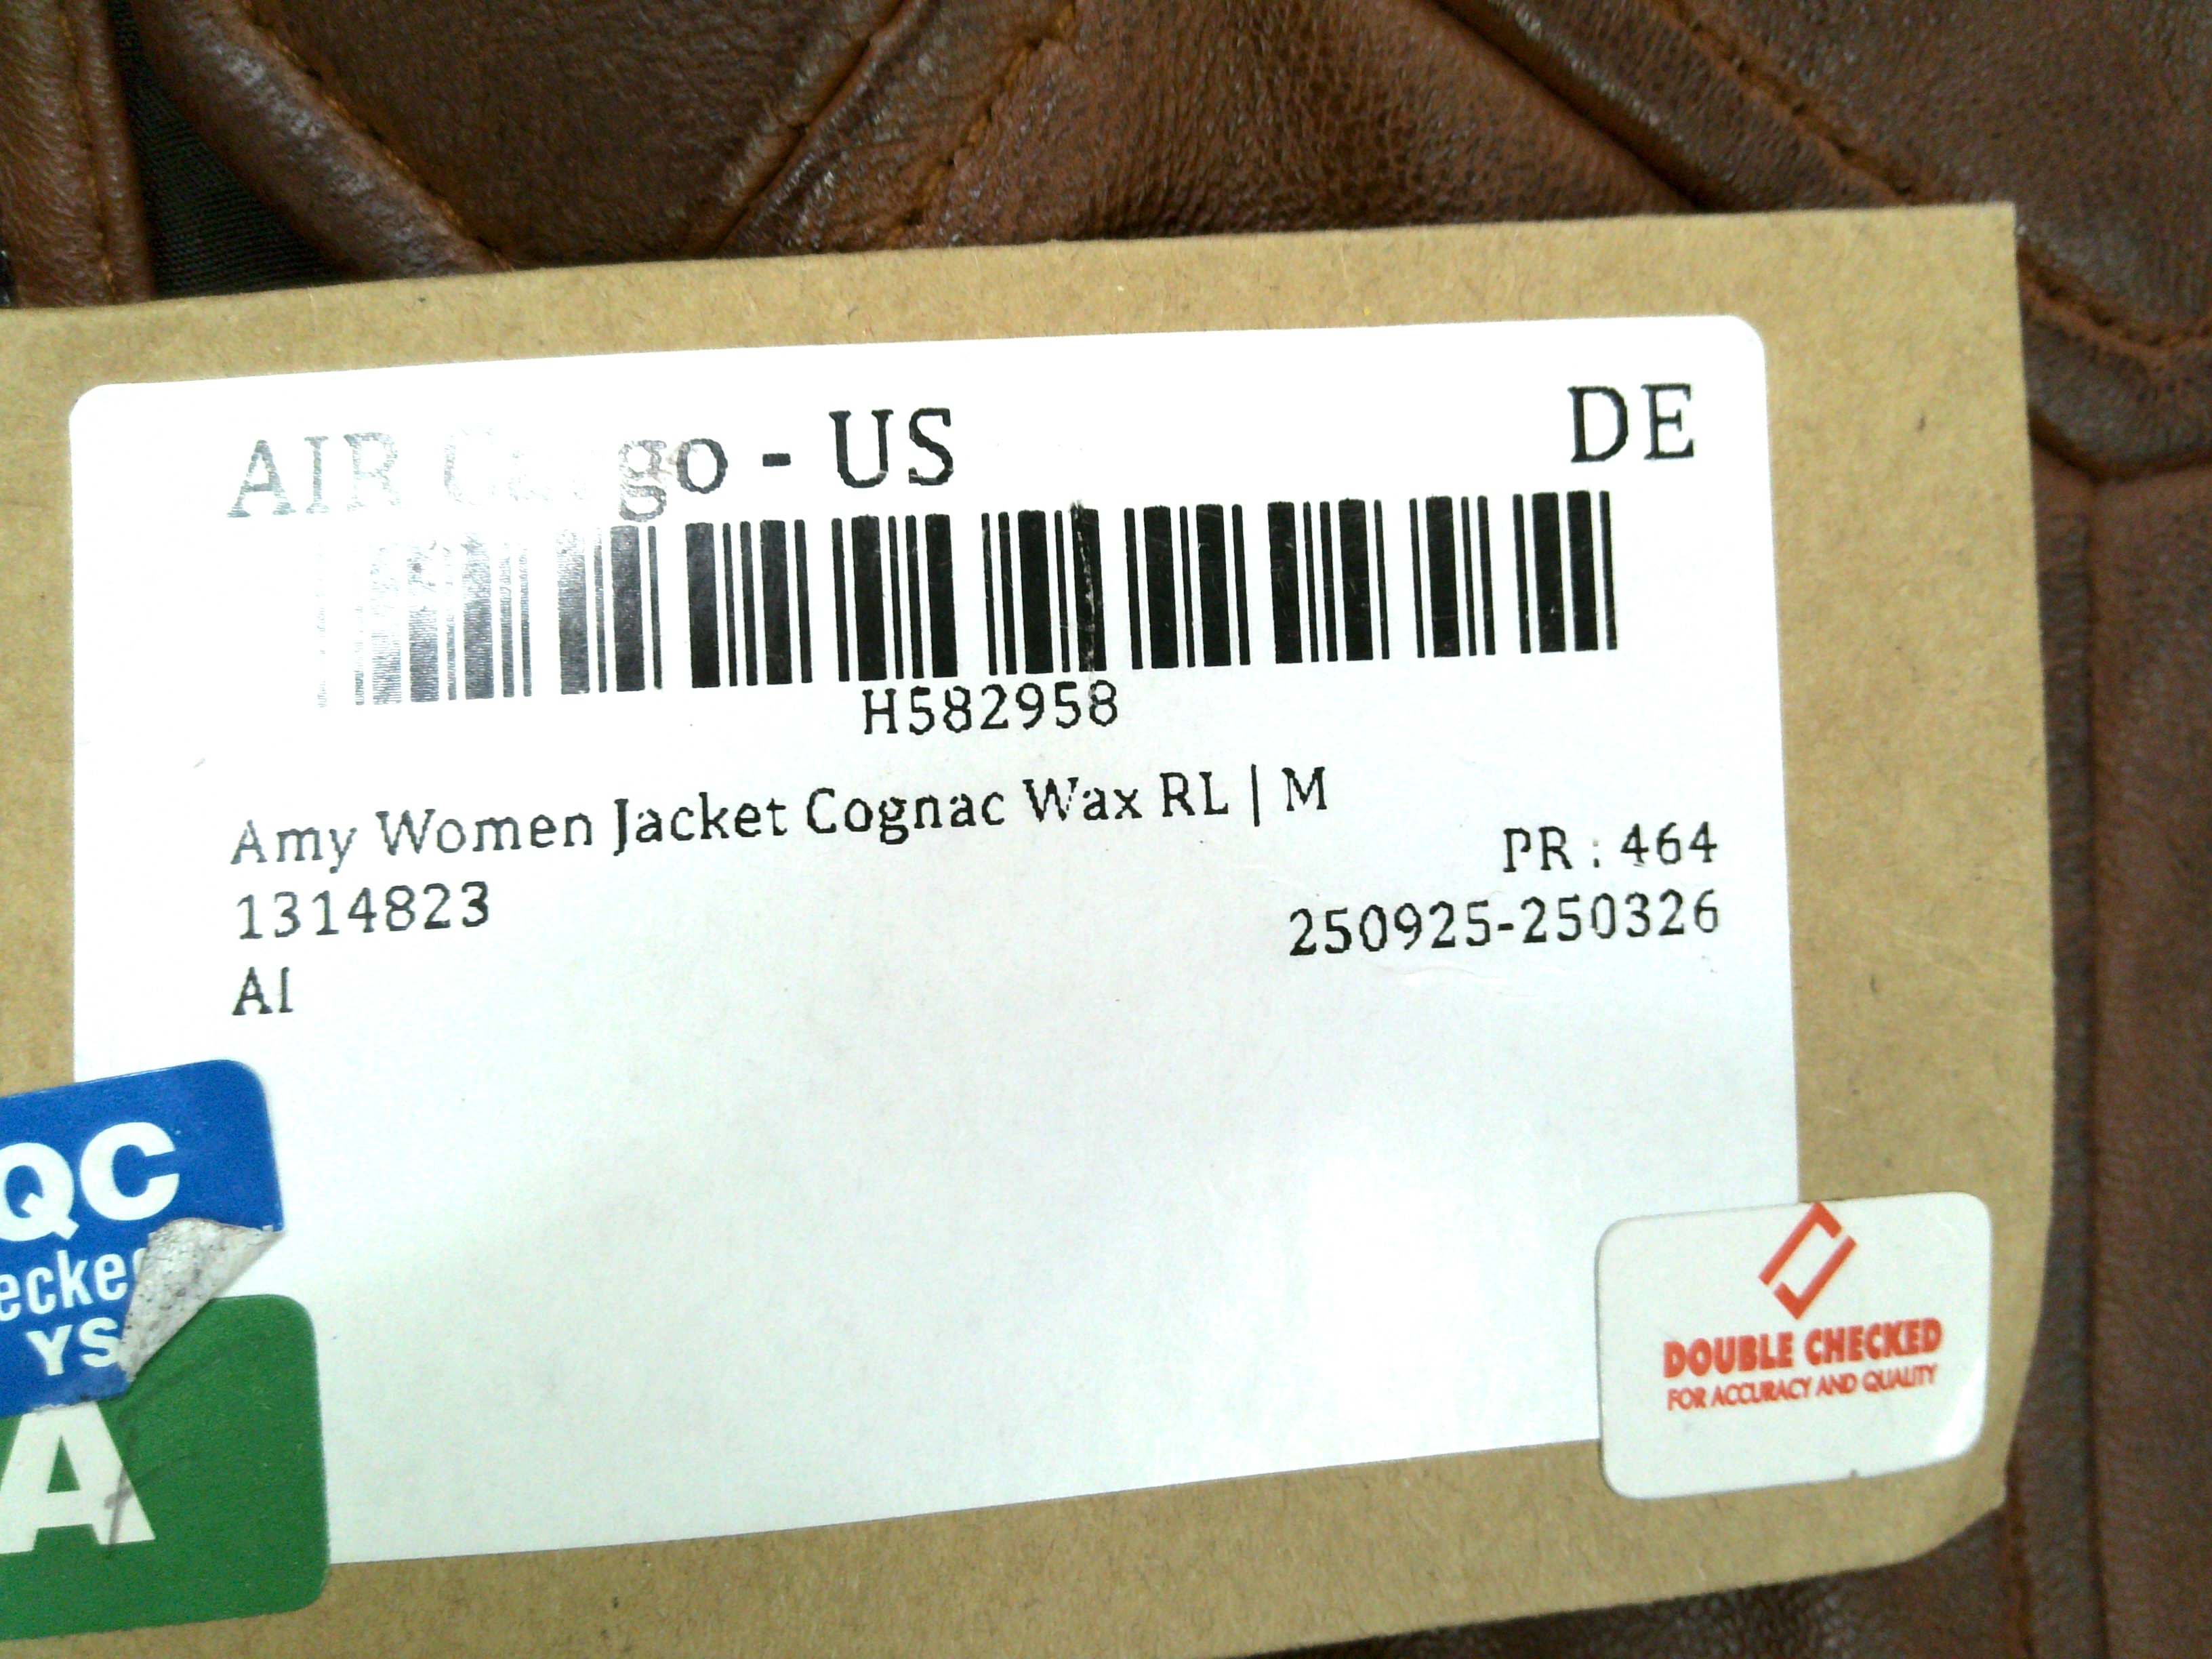 AIR Cargo - US
DE
H582958
Amy Women Jacket Cognac Wax RL | M
PR : 464
1314823
250925-250326
AI
QC
YS
A
DOUBLE CHECKED
FOR ACCURACY AND QUALITY